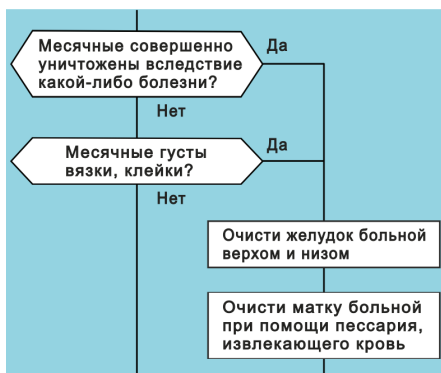 Месячные совершенно
уничтожены вследствие
какой-либо болезни?
Да
Нет
Месячные густы
вязки, клейки?
Да
Нет
Очисти желудок больной
верхом и низом
Очисти матку больной
при помощи пессария,
извлекающего кровь